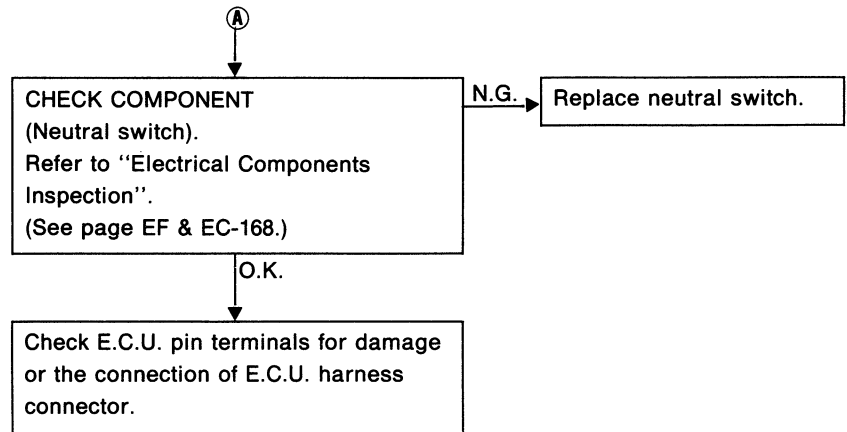 A
CHECK COMPONENT
(Neutral switch).
Refer to ‘‘Electrical Components
Inspection’’.
(See page EF & EC-168.)
N.G.
Replace neutral switch.
O.K.
Check E.C.U. pin terminals for damage
or the connection of E.C.U. harness
connector.